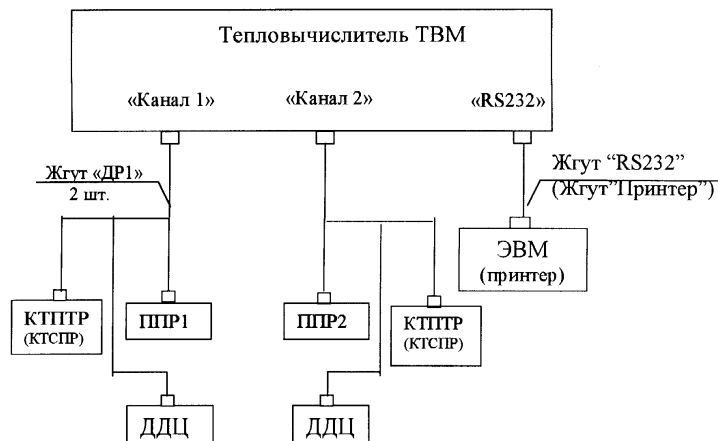 Тепловычислитель ТВМ
«Канал 1»
«Канал 2»
«RS232»
Жгут «ДР1»
2 шт.
Жгут “RS232”
(Жгут”Принтер”)
ЭВМ
(принтер)
КТПТР
(КТСПР)
ППР1
ППР2
КТПТР
(КТСПР)
ДДЦ
ДДЦ